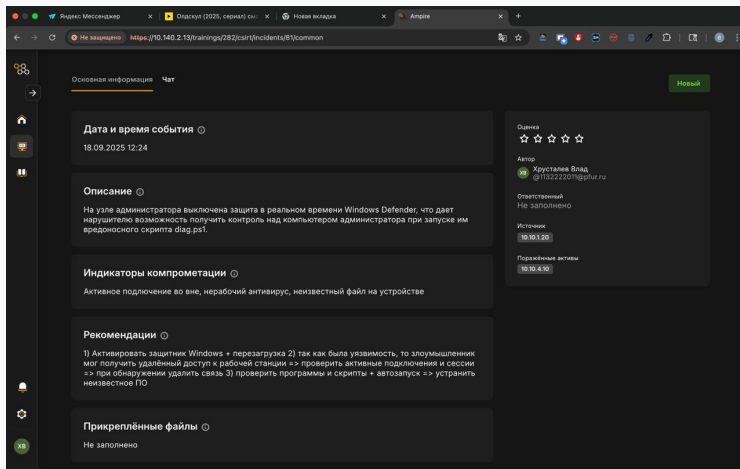 Яндекс Мессенджер
Олдскул (2025, сериал) смо
Новая вкладка
Ampire
Не защищено https://10.140.2.13/trainings/282/csirt/incidents/81/common
Основная информация Чат
Новый
Дата и время события
18.09.2025 12:24
Описание
На узле администратора выключена защита в реальном времени Windows Defender, что дает
нарушителю возможность получить контроль над компьютером администратора при запуске им
вредоносного скрипта diag.ps1.
Индикаторы компрометации
Активное подлючение во вне, нерабочий антивирус, неизвестный файл на устройстве
Рекомендации
1) Активировать защитник Windows + перезагрузка 2) так как была уязвимость, то злоумышленник
мог получить удалённый доступ к рабочей станции => проверить активные подключения и сессии
=> при обнаружении удалить связь 3) проверить программы и скрипты + автозапуск => устранить
неизвестное ПО
Прикреплённые файлы
Не заполнено
Оценка
Автор
ХВ
Хрусталев Влад
@1132222011@pfur.ru
Ответственный
Не заполнено
Источник
10.10.1.20
Поражённые активы
10.10.4.10
ХВ